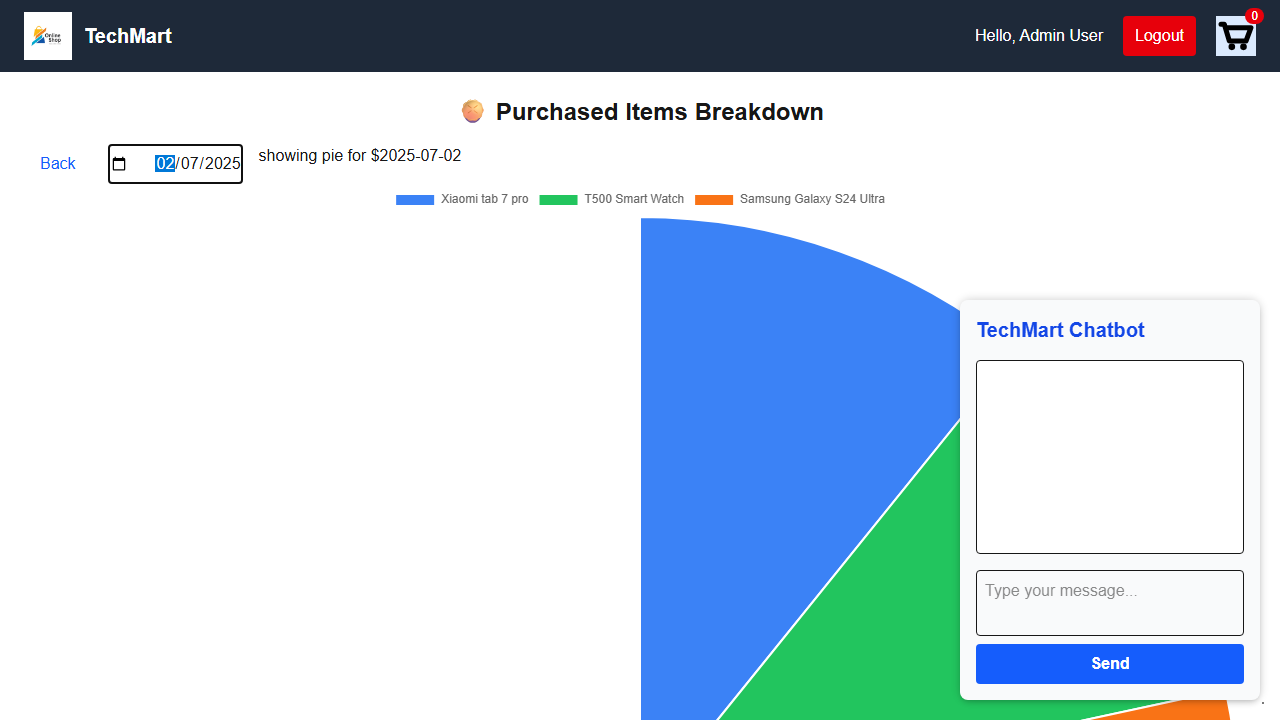 Online
Shop
TechMart
Hello, Admin User
Logout
0
Purchased Items Breakdown
Back
02/07/2025
showing pie for $2025-07-02
Xiaomi tab 7 pro
T500 Smart Watch
Samsung Galaxy S24 Ultra
TechMart Chatbot
Type your message...
Send
.